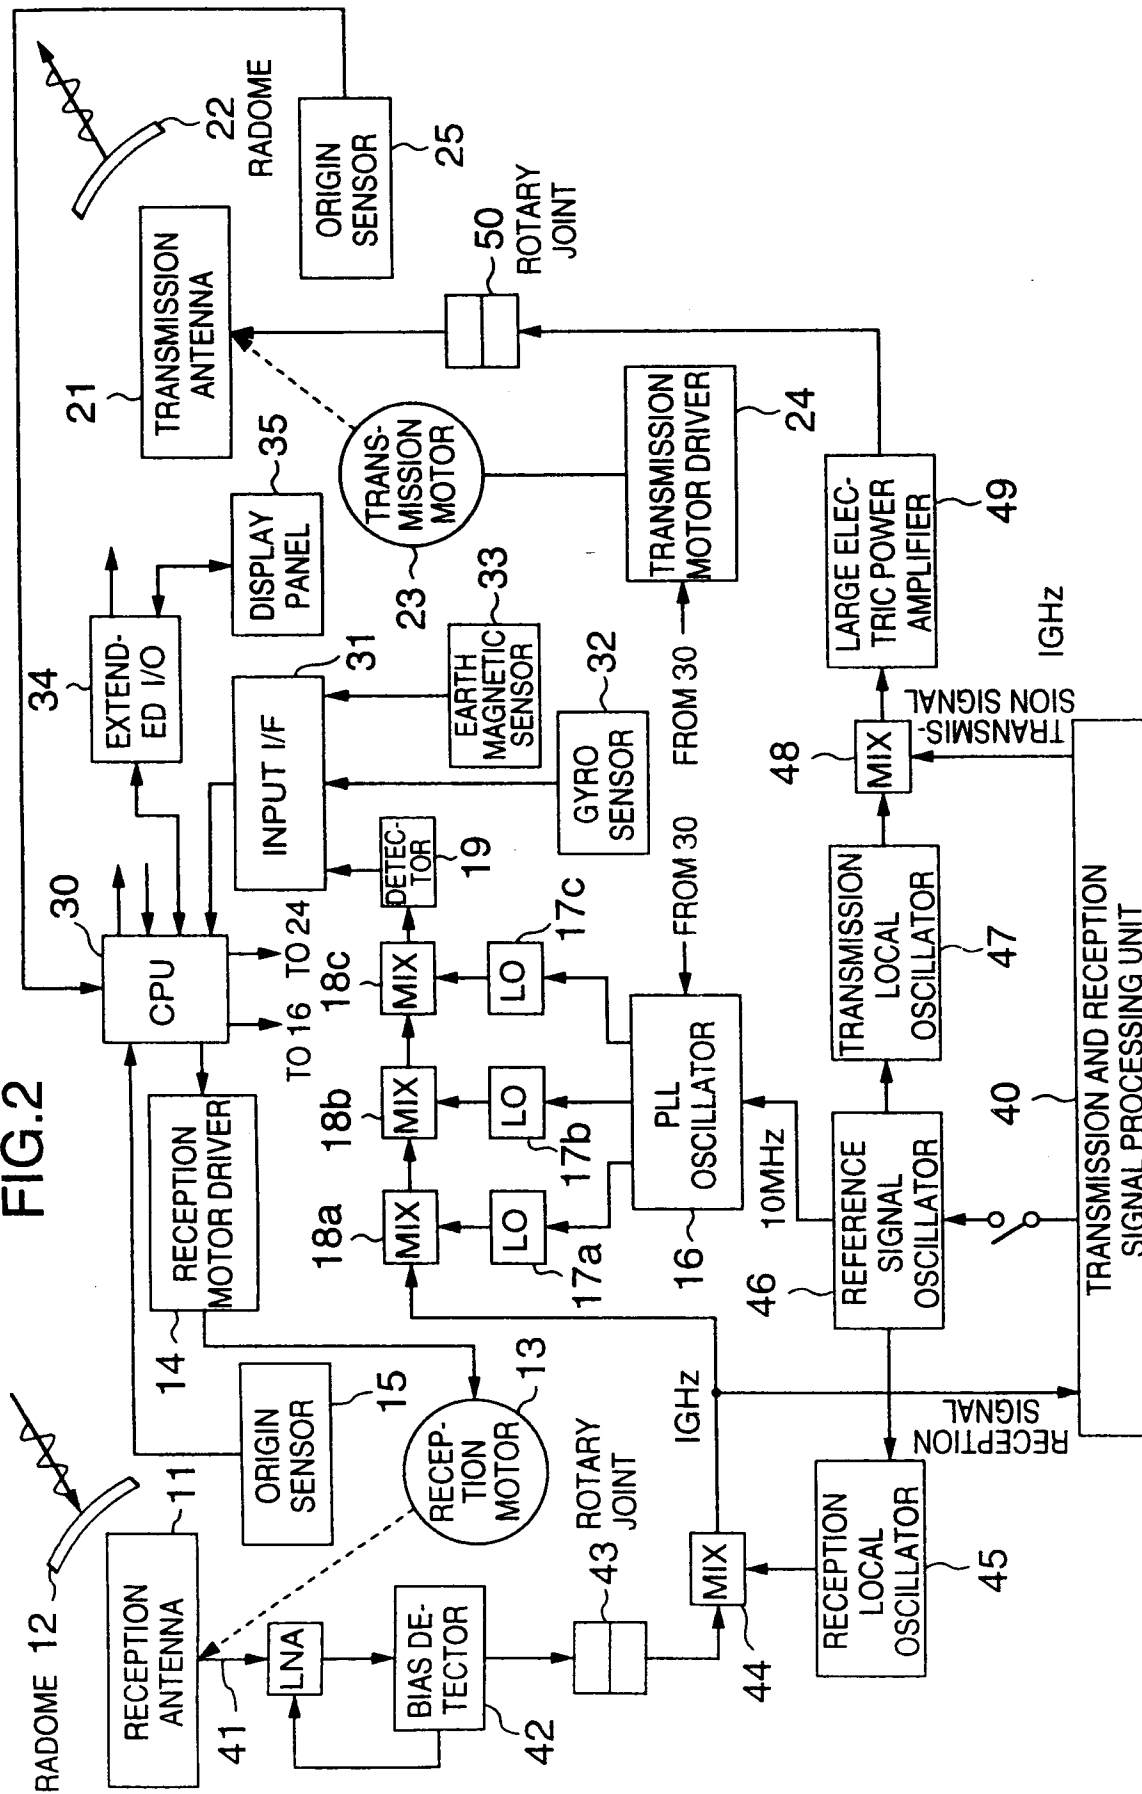 FIG.2
RADOME 12
RECEPTION
ANTENNA
11
41
LNA
BIAS DE-
TECTOR
42
43
ROTARY
JOINT
MIX
44
RECEPTION
LOCAL
OSCILLATOR
45
ORIGIN
SENSOR
15
RECEP-
TION
MOTOR
13
14
RECEPTION
MOTOR DRIVER
IGHz
RECEPTION
SIGNAL
30
CPU
TO 16
TO 24
18a
MIX
18b
MIX
18c
MIX
DETEC-
TOR
19
LO
17a
LO
17b
LO
17c
16
PLL
OSCILLATOR
FROM 30
10MHz
46
REFERENCE
SIGNAL
OSCILLATOR
40
TRANSMISSION AND RECEPTION
SIGNAL PROCESSING UNIT
TRANSMISSION
LOCAL
OSCILLATOR
47
48
MIX
TRANSMIS-
SION SIGNAL
IGHz
LARGE ELEC-
TRIC POWER
AMPLIFIER
49
34
EXTEND-
ED I/O
DISPLAY
PANEL
35
INPUT I/F
31
EARTH
MAGNETIC
SENSOR
33
GYRO
SENSOR
32
FROM 30
TRANSMISSION
MOTOR DRIVER
24
TRANS-
MISSION
MOTOR
23
21
TRANSMISSION
ANTENNA
50
ROTARY
JOINT
ORIGIN
SENSOR
25
22
RADOME